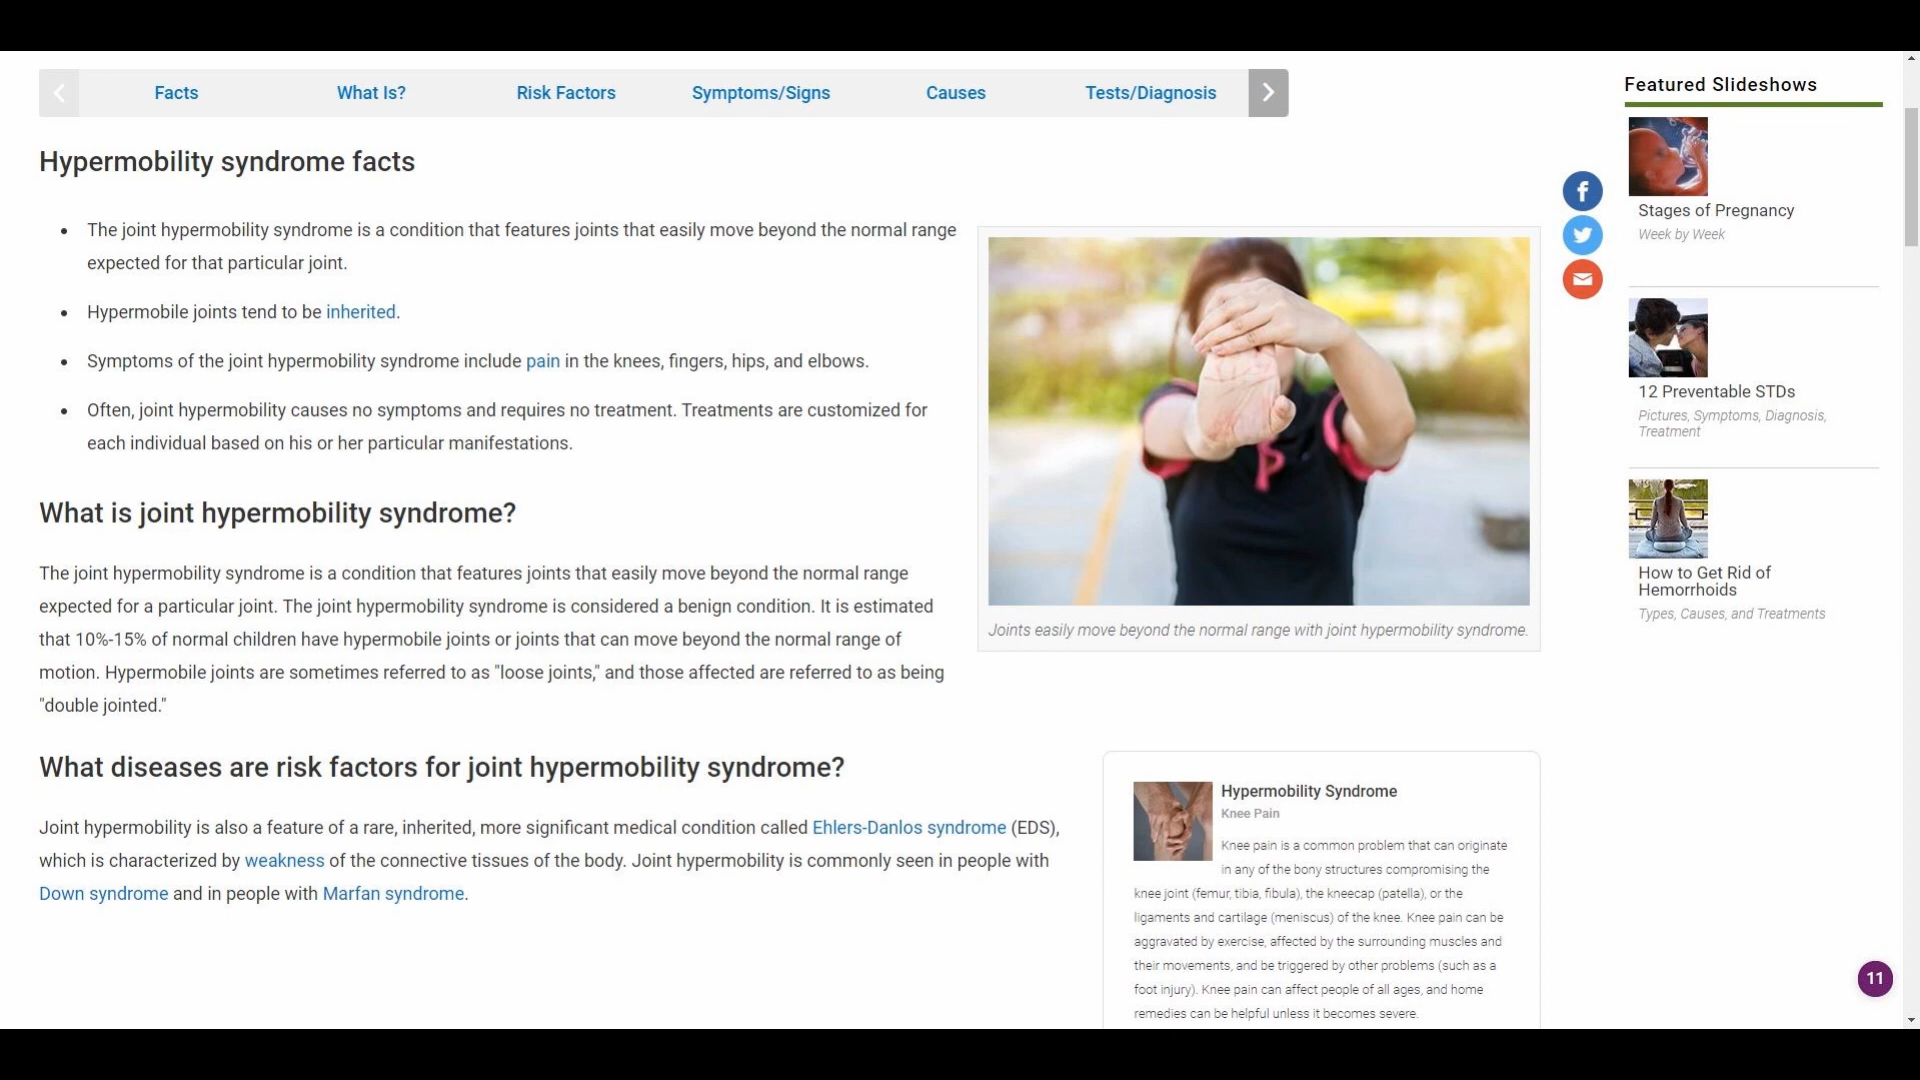 Facts
What Is?
Risk Factors
Symptoms/Signs
Causes
Tests/Diagnosis
Hypermobility syndrome facts
The joint hypermobility syndrome is a condition that features joints that easily move beyond the normal range
expected for that particular joint.
Hypermobile joints tend to be inherited.
Symptoms of the joint hypermobility syndrome include pain in the knees, fingers, hips, and elbows.
Often, joint hypermobility causes no symptoms and requires no treatment. Treatments are customized for
each individual based on his or her particular manifestations.
Joints easily move beyond the normal range with joint hypermobility syndrome.
What is joint hypermobility syndrome?
The joint hypermobility syndrome is a condition that features joints that easily move beyond the normal range
expected for a particular joint. The joint hypermobility syndrome is considered a benign condition. It is estimated
that 10%-15% of normal children have hypermobile joints or joints that can move beyond the normal range of
motion. Hypermobile joints are sometimes referred to as "loose joints," and those affected are referred to as being
"double jointed."
What diseases are risk factors for joint hypermobility syndrome?
Joint hypermobility is also a feature of a rare, inherited, more significant medical condition called Ehlers-Danlos syndrome (EDS),
which is characterized by weakness of the connective tissues of the body. Joint hypermobility is commonly seen in people with
Down syndrome and in people with Marfan syndrome.
Hypermobility Syndrome
Knee Pain
Knee pain is a common problem that can originate
in any of the bony structures compromising the
knee joint (femur, tibia, fibula), the kneecap (patella), or the
ligaments and cartilage (meniscus) of the knee. Knee pain can be
aggravated by exercise, affected by the surrounding muscles and
their movements, and be triggered by other problems (such as a
foot injury). Knee pain can affect people of all ages, and home
remedies can be helpful unless it becomes severe.
Featured Slideshows
Stages of Pregnancy
Week by Week
12 Preventable STDs
Pictures, Symptoms, Diagnosis,
Treatment
How to Get Rid of
Hemorrhoids
Types, Causes, and Treatments
11